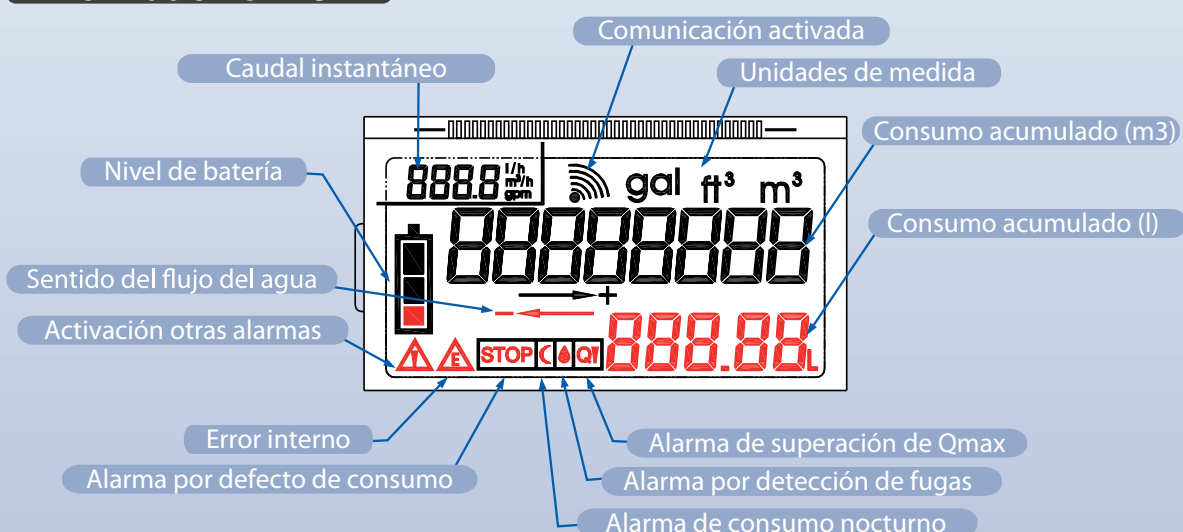 Comunicación activada
Caudal instantáneo
Unidades de medida
Consumo acumulado (m3)
Nivel de batería
888.8 l/h
m³/h
gpm
gal ft³ m³
88888888
Consumo acumulado (l)
Sentido del flujo del agua
+
−
Activación otras alarmas
E STOP Q! 888.88L
Error interno
Alarma de superación de Qmax
Alarma por defecto de consumo
Alarma por detección de fugas
Alarma de consumo nocturno